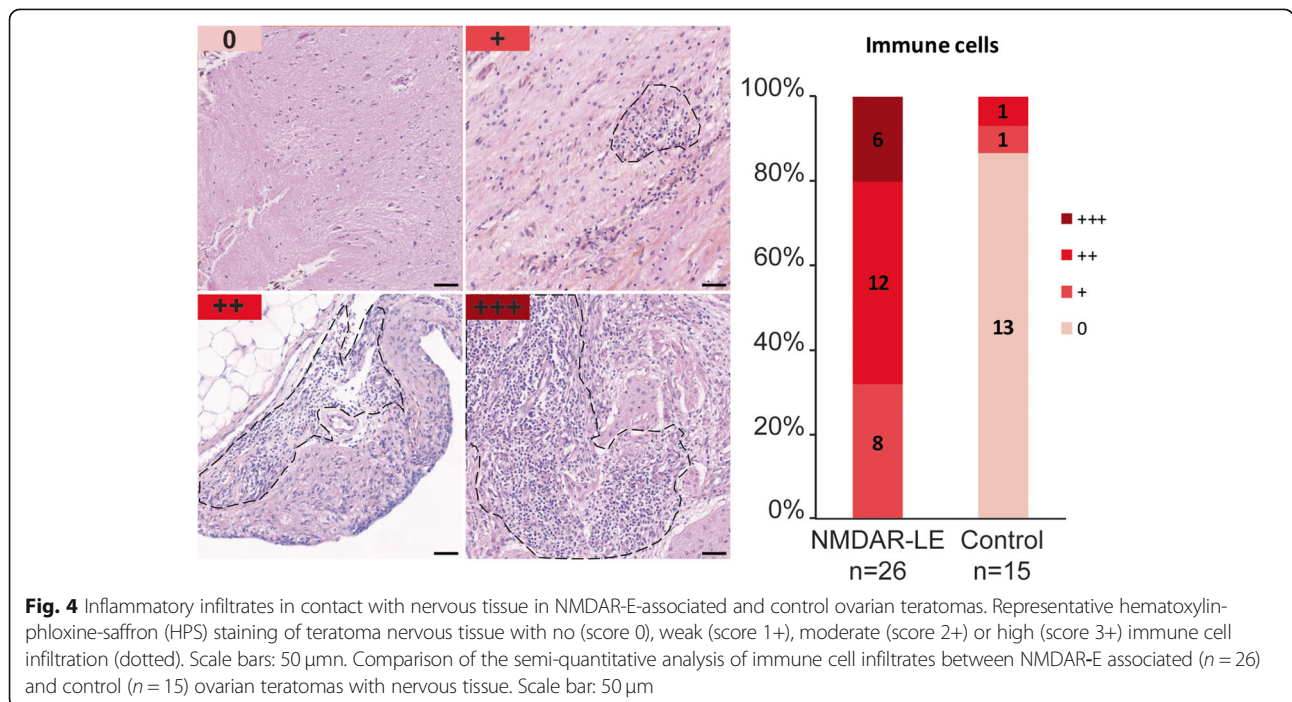 0
+
++
+++
Immune cells
100%
80%
60%
40%
20%
0%
6
12
8
1
1
13
+++
++
+
0
NMDAR-LE Control
n=26 n=15
Fig. 4 Inflammatory infiltrates in contact with nervous tissue in NMDAR-E-associated and control ovarian teratomas. Representative hematoxylin-
phloxine-saffron (HPS) staining of teratoma nervous tissue with no (score 0), weak (score 1+), moderate (score 2+) or high (score 3+) immune cell
infiltration (dotted). Scale bars: 50 μmn. Comparison of the semi-quantitative analysis of immune cell infiltrates between NMDAR-E associated (n = 26)
and control (n = 15) ovarian teratomas with nervous tissue. Scale bar: 50 μm